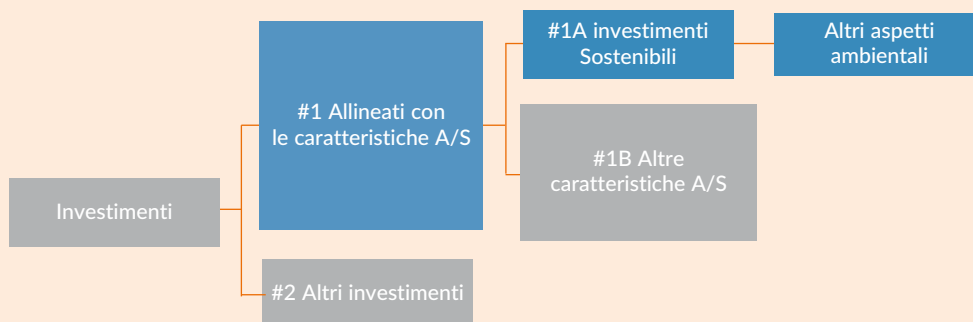 #1A investimenti
Sostenibili
Altri aspetti
ambientali
#1 Allineati con
le caratteristiche A/S
#1B Altre
caratteristiche A/S
Investimenti
#2 Altri investimenti